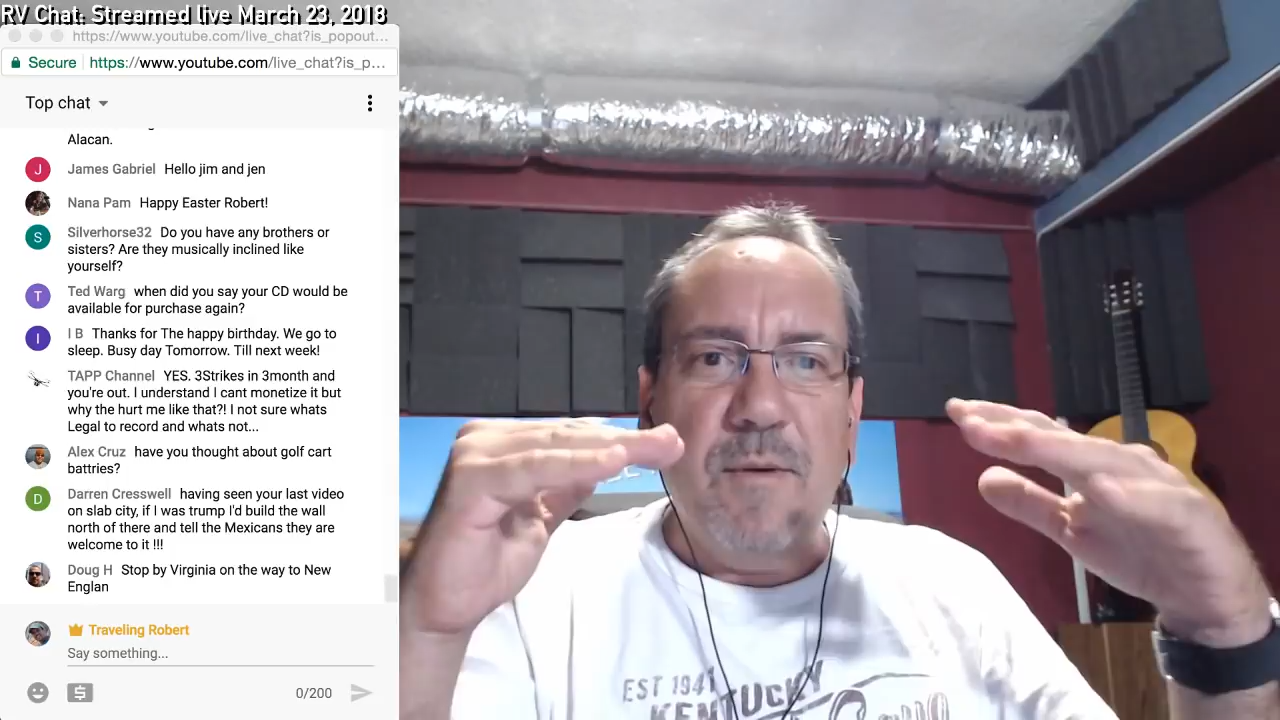 RV Chat: Streamed live March 23, 2018
https://www.youtube.com/live_chat?is_popout...
Secure https://www.youtube.com/live_chat?is_p...
Top chat
Alacan.
J James Gabriel Hello jim and jen
Nana Pam Happy Easter Robert!
S Silverhorse32 Do you have any brothers or
sisters? Are they musically inclined like
yourself?
T Ted Warg when did you say your CD would be
available for purchase again?
I I B Thanks for The happy birthday. We go to
sleep. Busy day Tomorrow. Till next week!
TAPP Channel YES. 3Strikes in 3month and
you're out. I understand I cant monetize it but
why the hurt me like that?! I not sure whats
Legal to record and whats not...
Alex Cruz have you thought about golf cart
battries?
D Darren Cresswell having seen your last video
on slab city, if I was trump I'd build the wall
north of there and tell the Mexicans they are
welcome to it !!!
Doug H Stop by Virginia on the way to New
Englan
Traveling Robert
Say something...
0/200
EST 1941
KENTUCKY